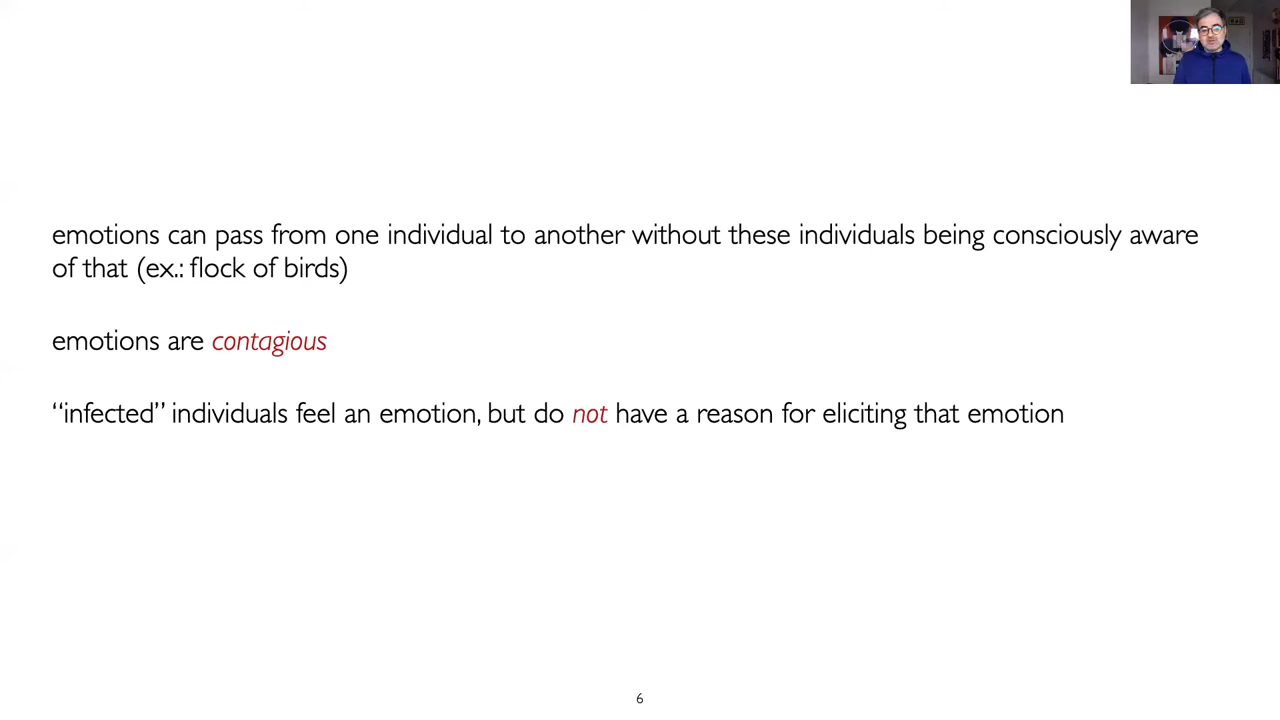 emotions can pass from one individual to another without these individuals being consciously aware
of that (ex.: flock of birds)
emotions are contagious
“infected” individuals feel an emotion, but do not have a reason for eliciting that emotion
6